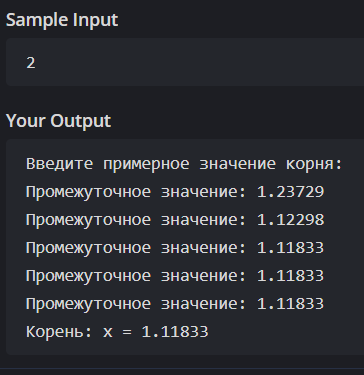 Sample Input
2
Your Output
Введите примерное значение корня:
Промежуточное значение: 1.23729
Промежуточное значение: 1.12298
Промежуточное значение: 1.11833
Промежуточное значение: 1.11833
Промежуточное значение: 1.11833
Корень: x = 1.11833